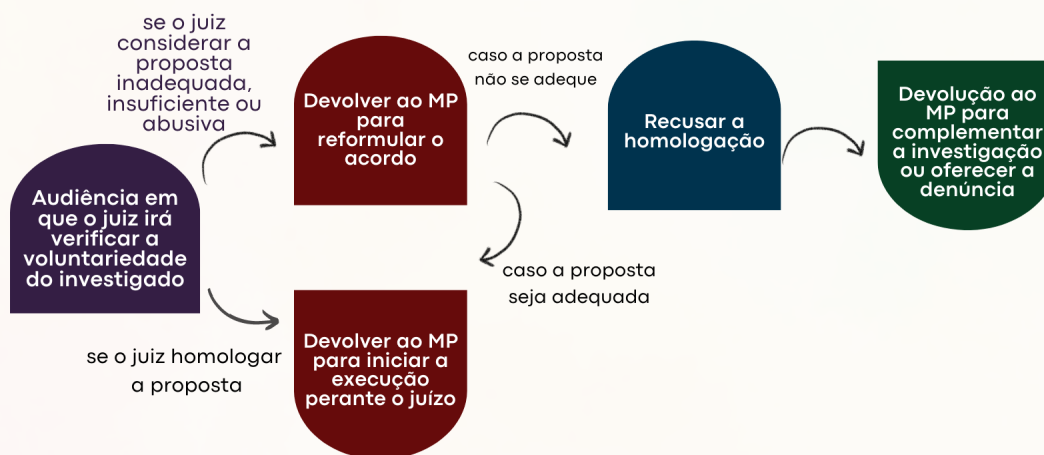 se o juiz
considerar a
proposta
inadequada,
insuficiente ou
abusiva
Audiência em
que o juiz irá
verificar a
voluntariedade
do investigado
Devolver ao MP
para
reformular o
acordo
caso a proposta
não se adeque
Recusar a
homologação
Devolução ao
MP para
complementar
a investigação
ou oferecer a
denúncia
caso a proposta
seja adequada
se o juiz homologar
a proposta
Devolver ao MP
para iniciar a
execução
perante o juízo